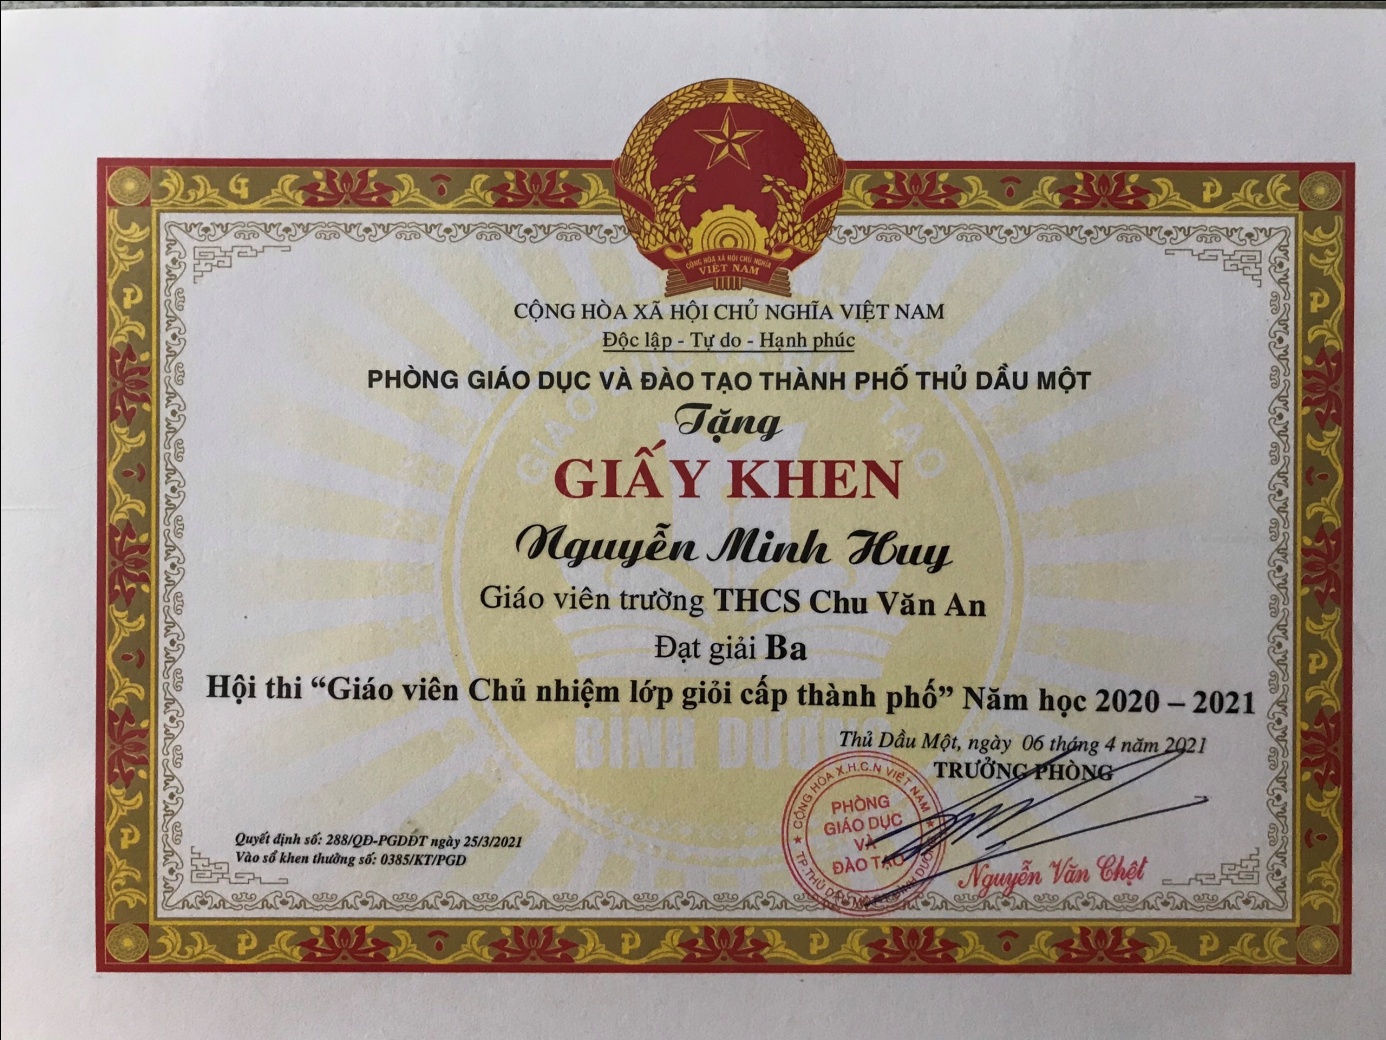 CỘNG HÒA XÃ HỘI CHỦ NGHĨA
VIỆT NAM
CỘNG HÒA XÃ HỘI CHỦ NGHĨA VIỆT NAM
Độc lập - Tự do - Hạnh phúc
PHÒNG GIÁO DỤC VÀ ĐÀO TẠO THÀNH PHỐ THỦ DẦU MỘT
Tặng
GIẤY KHEN
Nguyễn Minh Huy
Giáo viên trường THCS Chu Văn An
Đạt giải Ba
Hội thi “Giáo viên Chủ nhiệm lớp giỏi cấp thành phố” Năm học 2020 – 2021
BÌNH DƯƠNG
Thủ Dầu Một, ngày 06 tháng 4 năm 2021
TRƯỞNG PHÒNG
CỘNG HÒA X.H.C.N VIỆT NAM
PHÒNG
GIÁO DỤC
VÀ
ĐÀO TẠO
Nguyễn Văn Chệt
Quyết định số: 288/QĐ-PGDĐT ngày 25/3/2021
Vào sổ khen thưởng số: 0385/KT/PGD